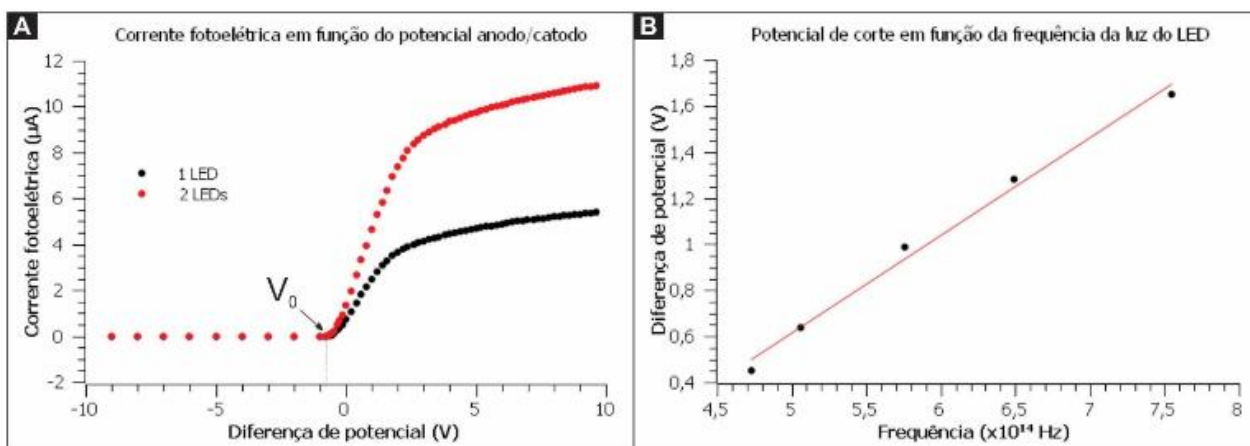 A
Corrente fotoelétrica em função do potencial anodo/catodo
Corrente fotoelétrica (µA)
12
10
8
6
4
2
0
-2
1 LED
2 LEDs
V₀
-10
-5
0
5
10
Diferença de potencial (V)
B
Potencial de corte em função da frequência da luz do LED
Diferença de potencial (V)
1,8
1,6
1,4
1,2
1
0,8
0,6
0,4
4,5
5
5,5
6
6,5
7
7,5
8
Frequência (x10¹⁴ Hz)